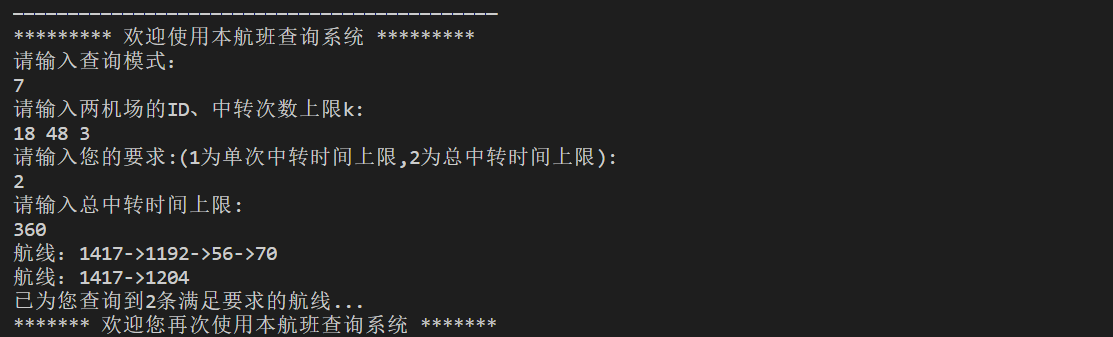 ********* 欢迎使用本航班查询系统 *********
请输入查询模式:
7
请输入两机场的ID、中转次数上限k:
18 48 3
请输入您的要求:(1为单次中转时间上限,2为总中转时间上限):
2
请输入总中转时间上限:
360
航线: 1417->1192->56->70
航线: 1417->1204
已为您查询到2条满足要求的航线...
******* 欢迎您再次使用本航班查询系统 *******